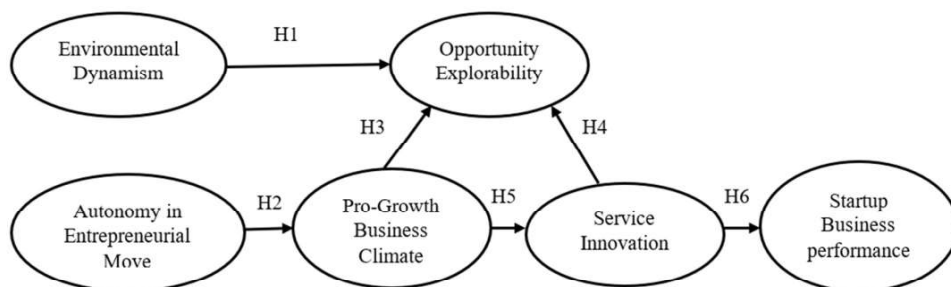 H1
Environmental
Dynamism
Opportunity
Explorability
H3
H4
Autonomy in
Entrepreneurial
Move
H2
Pro-Growth
Business
Climate
H5
Service
Innovation
H6
Startup
Business
performance